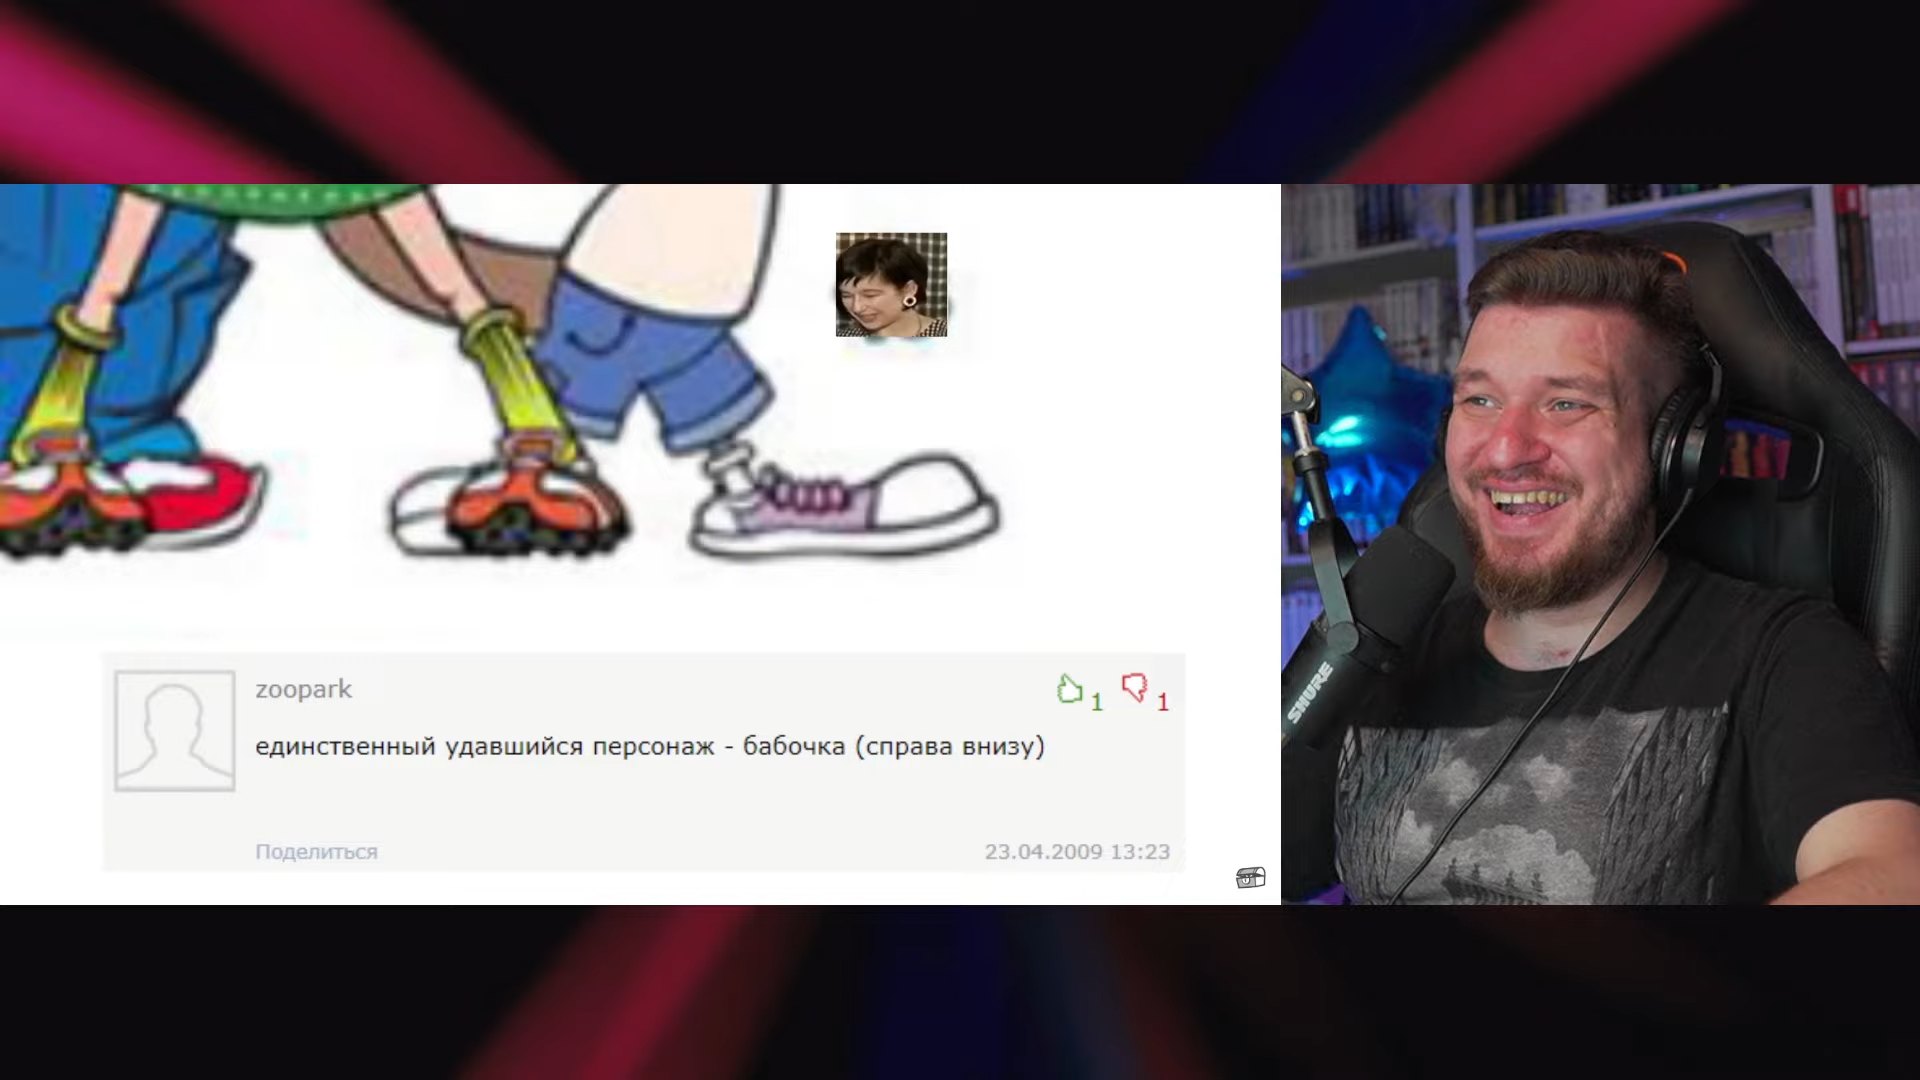 zoopark
1
1
единственный удавшийся персонаж - бабочка (справа внизу)
Поделиться
23.04.2009 13:23
SHURE